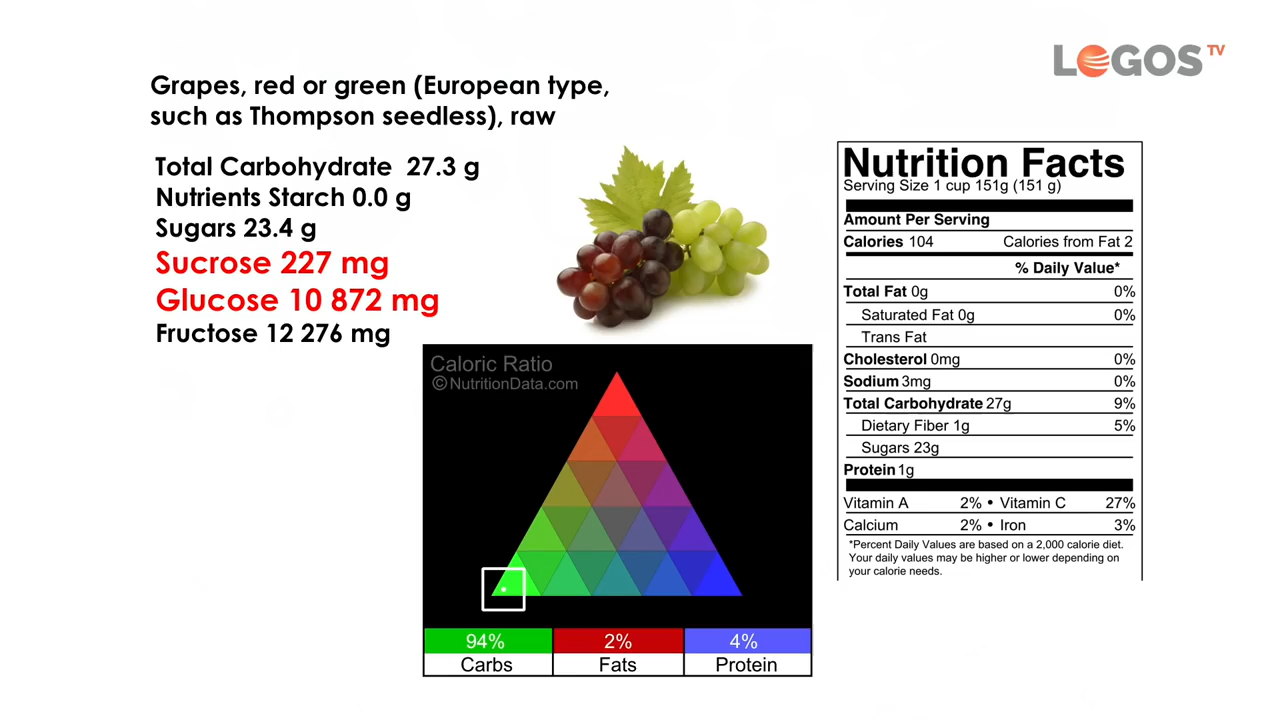 LOGOS TV
Grapes, red or green (European type,
such as Thompson seedless), raw
Total Carbohydrate 27.3 g
Nutrients Starch 0.0 g
Sugars 23.4 g
Sucrose 227 mg
Glucose 10 872 mg
Fructose 12 276 mg
Caloric Ratio
© NutritionData.com
94% 2% 4%
Carbs Fats Protein
Nutrition Facts
Serving Size 1 cup 151g (151 g)
Amount Per Serving
Calories 104 Calories from Fat 2
% Daily Value*
Total Fat 0g 0%
Saturated Fat 0g 0%
Trans Fat
Cholesterol 0mg 0%
Sodium 3mg 0%
Total Carbohydrate 27g 9%
Dietary Fiber 1g 5%
Sugars 23g
Protein 1g
Vitamin A 2% • Vitamin C 27%
Calcium 2% • Iron 3%
*Percent Daily Values are based on a 2,000 calorie diet.
Your daily values may be higher or lower depending on
your calorie needs.